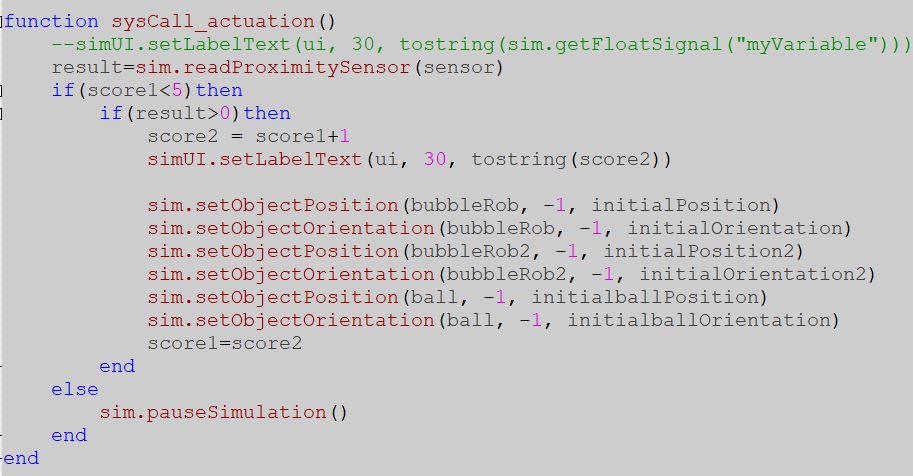 function sysCall_actuation()
    --simUI.setLabelText(ui, 30, tostring(sim.getFloatSignal("myVariable")))
    result=sim.readProximitySensor(sensor)
    if(score1<5)then
        if(result>0)then
            score2 = score1+1
            simUI.setLabelText(ui, 30, tostring(score2))

            sim.setObjectPosition(bubbleRob, -1, initialPosition)
            sim.setObjectOrientation(bubbleRob, -1, initialOrientation)
            sim.setObjectPosition(bubbleRob2, -1, initialPosition2)
            sim.setObjectOrientation(bubbleRob2, -1, initialOrientation2)
            sim.setObjectPosition(ball, -1, initialballPosition)
            sim.setObjectOrientation(ball, -1, initialballOrientation)
            score1=score2
        end
    else
        sim.pauseSimulation()
    end
end